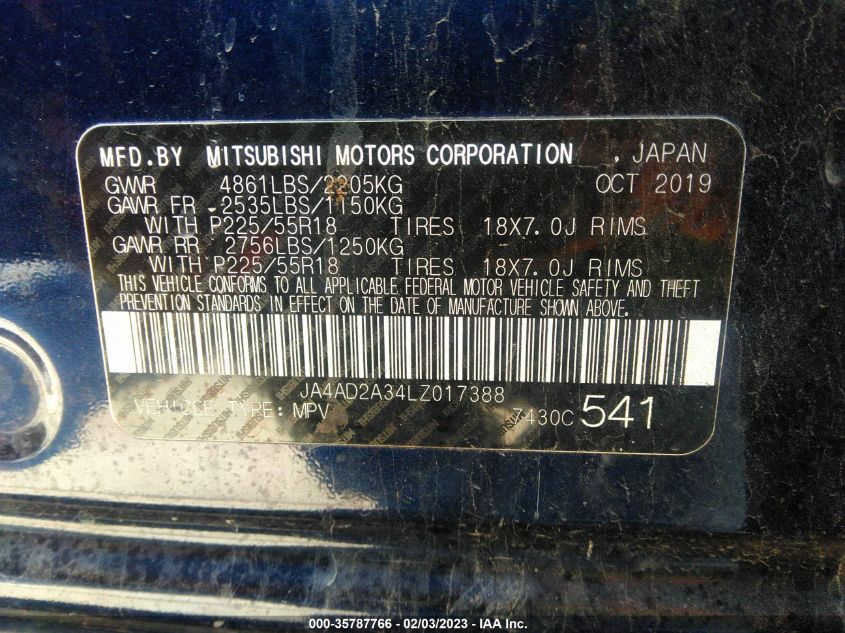 MFD.BY MITSUBISHI MOTORS CORPORATION , JAPAN
GVWR 4861LBS/2205KG OCT 2019
GAWR FR 2535LBS/1150KG
WITH P225/55R18 TIRES 18X7.0J RIMS
GAWR RR 2756LBS/1250KG
WITH P225/55R18 TIRES 18X7.0J RIMS
THIS VEHICLE CONFORMS TO ALL APPLICABLE FEDERAL MOTOR VEHICLE SAFETY AND THEFT
PREVENTION STANDARDS IN EFFECT ON THE DATE OF MANUFACTURE SHOWN ABOVE.
JA4AD2A34LZ017388
VEHICLE TYPE: MPV 7430C 541
000-35787766 - 02/03/2023 - IAA Inc.